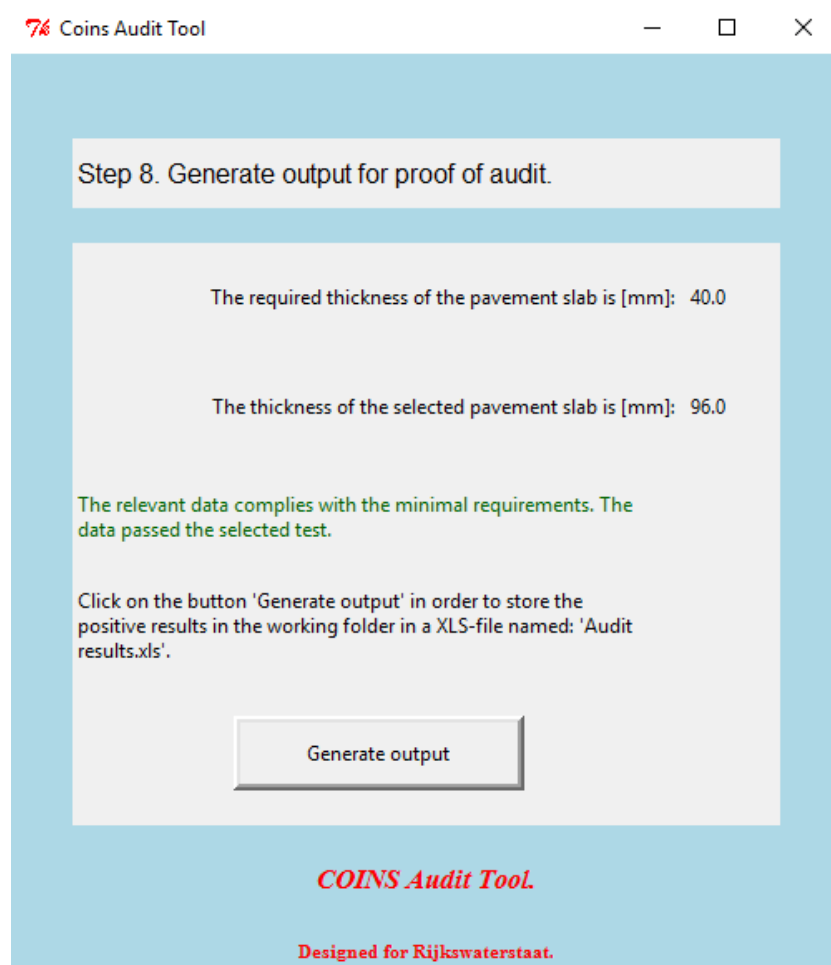 Coins Audit Tool
Step 8. Generate output for proof of audit.
The required thickness of the pavement slab is [mm]: 40.0
The thickness of the selected pavement slab is [mm]: 96.0
The relevant data complies with the minimal requirements. The
data passed the selected test.
Click on the button 'Generate output' in order to store the
positive results in the working folder in a XLS-file named: 'Audit
results.xls'.
Generate output
COINS Audit Tool.
Designed for Rijkswaterstaat.